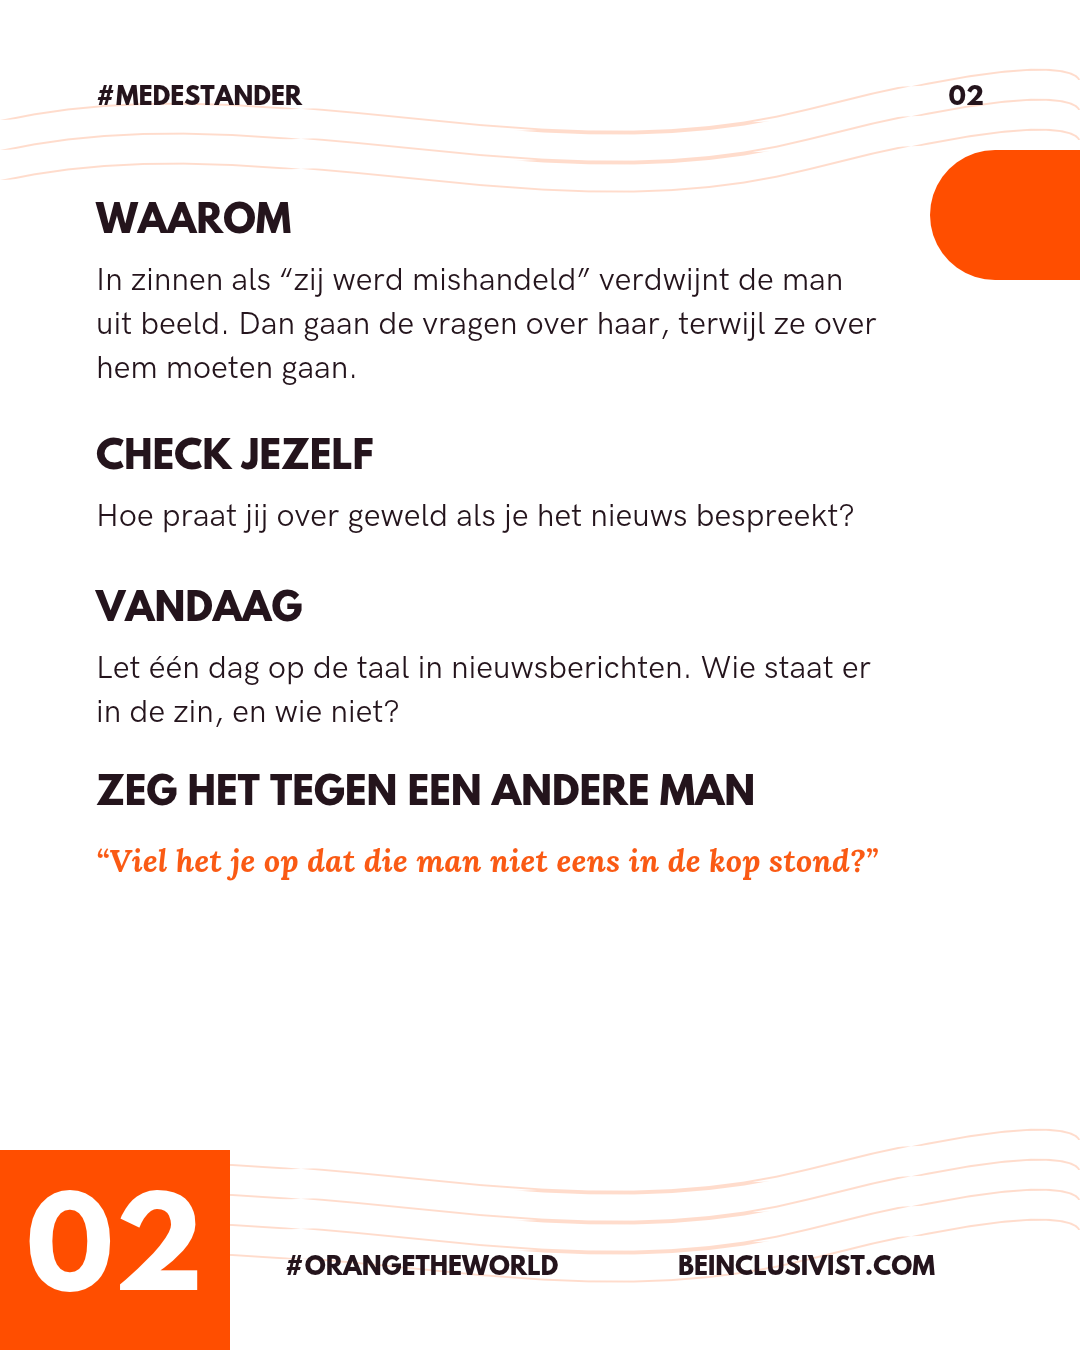 #MEDESTANDER
02
WAAROM
In zinnen als “zij werd mishandeld” verdwijnt de man
uit beeld. Dan gaan de vragen over haar, terwijl ze over
hem moeten gaan.
CHECK JEZELF
Hoe praat jij over geweld als je het nieuws bespreekt?
VANDAAG
Let één dag op de taal in nieuwsberichten. Wie staat er
in de zin, en wie niet?
ZEG HET TEGEN EEN ANDERE MAN
“Viel het je op dat die man niet eens in de kop stond?”
02
#ORANGETHEWORLD
BEINCLUSIVIST.COM